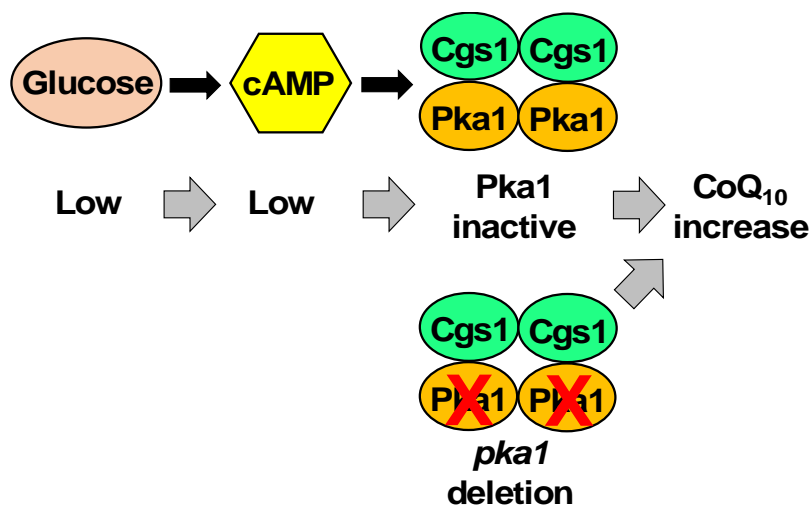 Cgs1 Cgs1
Glucose cAMP
Pka1 Pka1
Low Low Pka1 inactive CoQ₁₀ increase
Cgs1 Cgs1
Pka1 Pka1
pka1
deletion